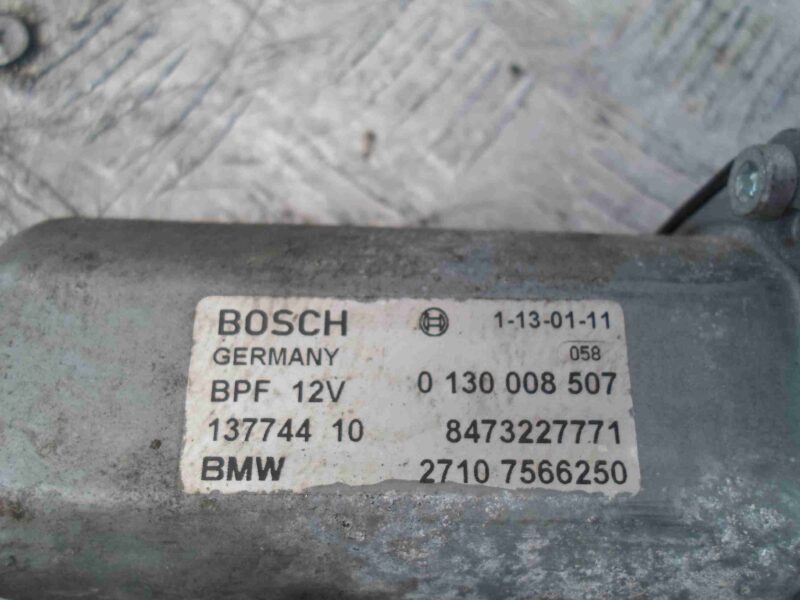 BOSCH 1-13-01-11
GERMANY 058
BPF 12V 0 130 008 507
137744 10 8473227771
BMW 2710 7566250